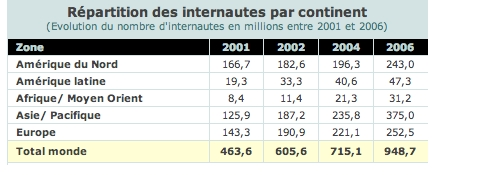 Répartition des internautes par continent
(Evolution du nombre d'internautes en millions entre 2001 et 2006)
Zone 2001 2002 2004 2006
Amérique du Nord 166,7 182,6 196,3 243,0
Amérique latine 19,3 33,3 40,6 47,3
Afrique/ Moyen Orient 8,4 11,4 21,3 31,2
Asie/ Pacifique 125,9 187,2 235,8 375,0
Europe 143,3 190,9 221,1 252,5
Total monde 463,6 605,6 715,1 948,7